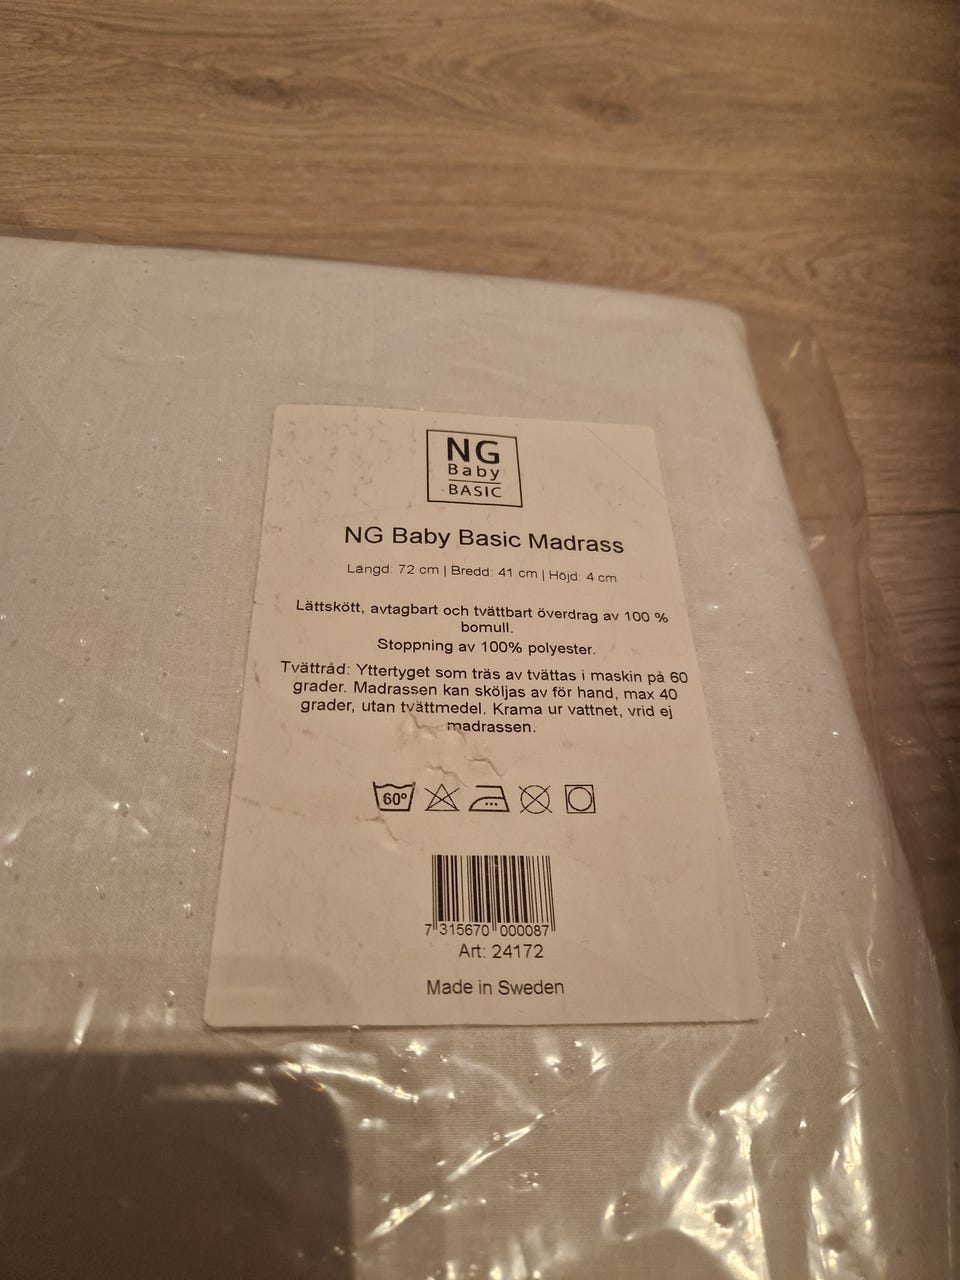 NG
Baby
BASIC
NG Baby Basic Madrass
Längd: 72 cm | Bredd: 41 cm | Höjd: 4 cm
Lättskött, avtagbart och tvättbart överdrag av 100 %
bomull.
Stoppning av 100% polyester.
Tvättråd: Yttertyget som träs av tvättas i maskin på 60
grader. Madrassen kan sköljas av för hand, max 40
grader, utan tvättmedel. Krama ur vattnet, vrid ej
madrassen.
60º
7 315670 000087
Art: 24172
Made in Sweden